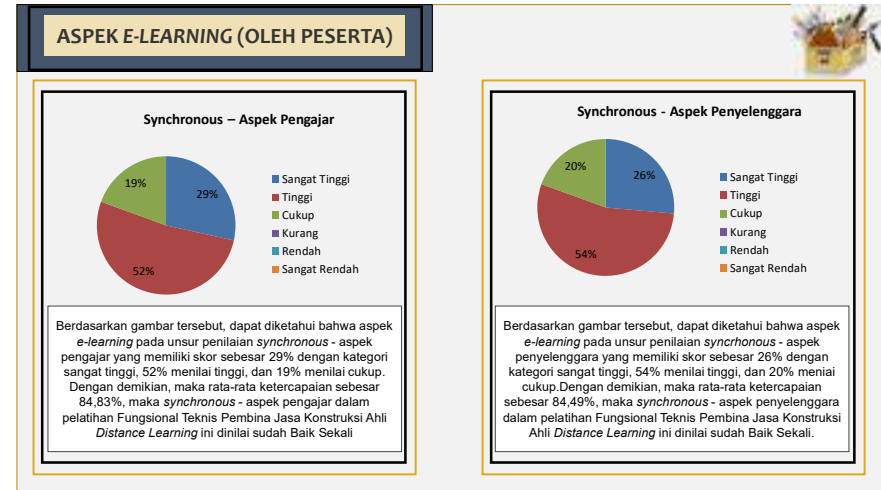 ASPEK E-LEARNING (OLEH PESERTA)
Synchronous – Aspek Pengajar
19%
29%
52%
Sangat Tinggi
Tinggi
Cukup
Kurang
Rendah
Sangat Rendah
Berdasarkan gambar tersebut, dapat diketahui bahwa aspek
e-learning pada unsur penilaian synchronous - aspek
pengajar yang memiliki skor sebesar 29% dengan kategori
sangat tinggi, 52% menilai tinggi, dan 19% menilai cukup.
Dengan demikian, maka rata-rata ketercapaian sebesar
84,83%, maka synchronous - aspek pengajar dalam
pelatihan Fungsional Teknis Pembina Jasa Konstruksi Ahli
Distance Learning ini dinilai sudah Baik Sekali
Synchronous - Aspek Penyelenggara
20%
26%
54%
Sangat Tinggi
Tinggi
Cukup
Kurang
Rendah
Sangat Rendah
Berdasarkan gambar tersebut, dapat diketahui bahwa aspek
e-learning pada unsur penilaian syncrhonous - aspek
penyelenggara yang memiliki skor sebesar 26% dengan
kategori sangat tinggi, 54% menilai tinggi, dan 20% meniai
cukup.Dengan demikian, maka rata-rata ketercapaian
sebesar 84,49%, maka synchronous - aspek penyelenggara
dalam pelatihan Fungsional Teknis Pembina Jasa Konstruksi
Ahli Distance Learning ini dinilai sudah Baik Sekali.